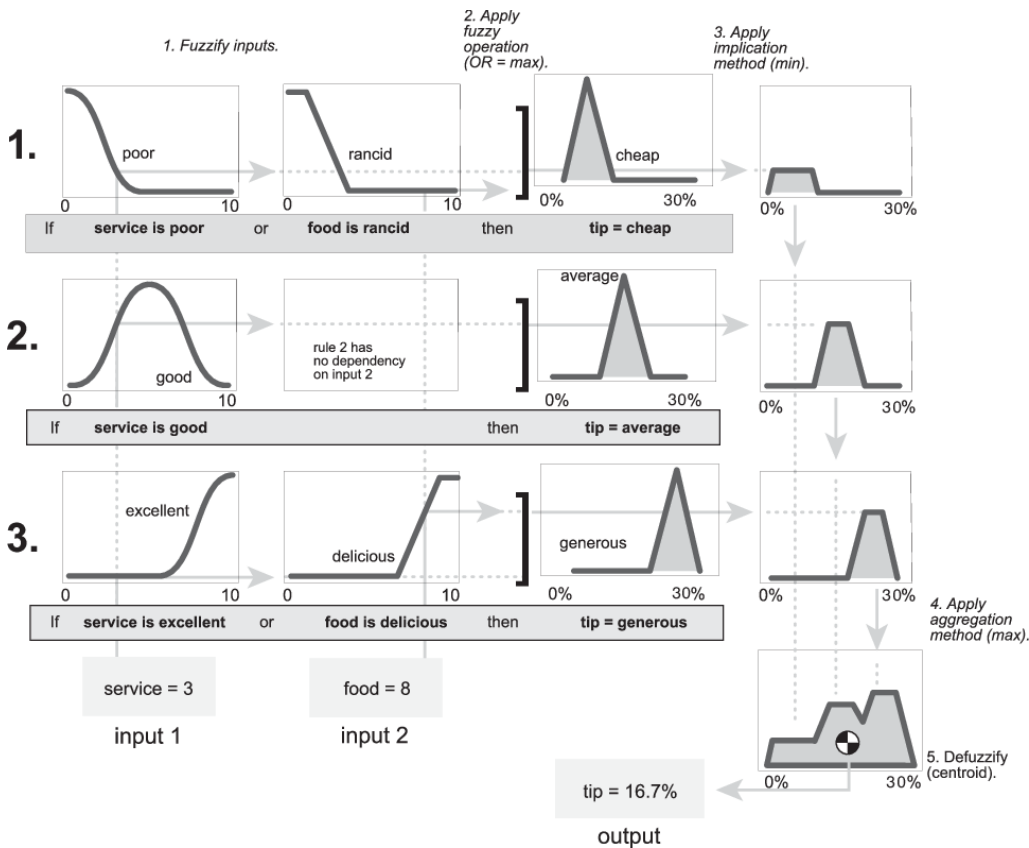 1. Fuzzify inputs.
2. Apply
fuzzy
operation
(OR = max).
3. Apply
implication
method (min).
1.
poor
0 10
rancid
0 10
cheap
0% 30%
0% 30%
If service is poor or food is rancid then tip = cheap
2.
good
0 10
rule 2 has
no dependency
on input 2
average
0% 30%
0% 30%
If service is good then tip = average
3.
excellent
0 10
delicious
0 10
generous
0% 30%
0% 30%
If service is excellent or food is delicious then tip = generous
4. Apply
aggregation
method (max).
service = 3
input 1
food = 8
input 2
0% 30%
5. Defuzzify
(centroid).
tip = 16.7%
output